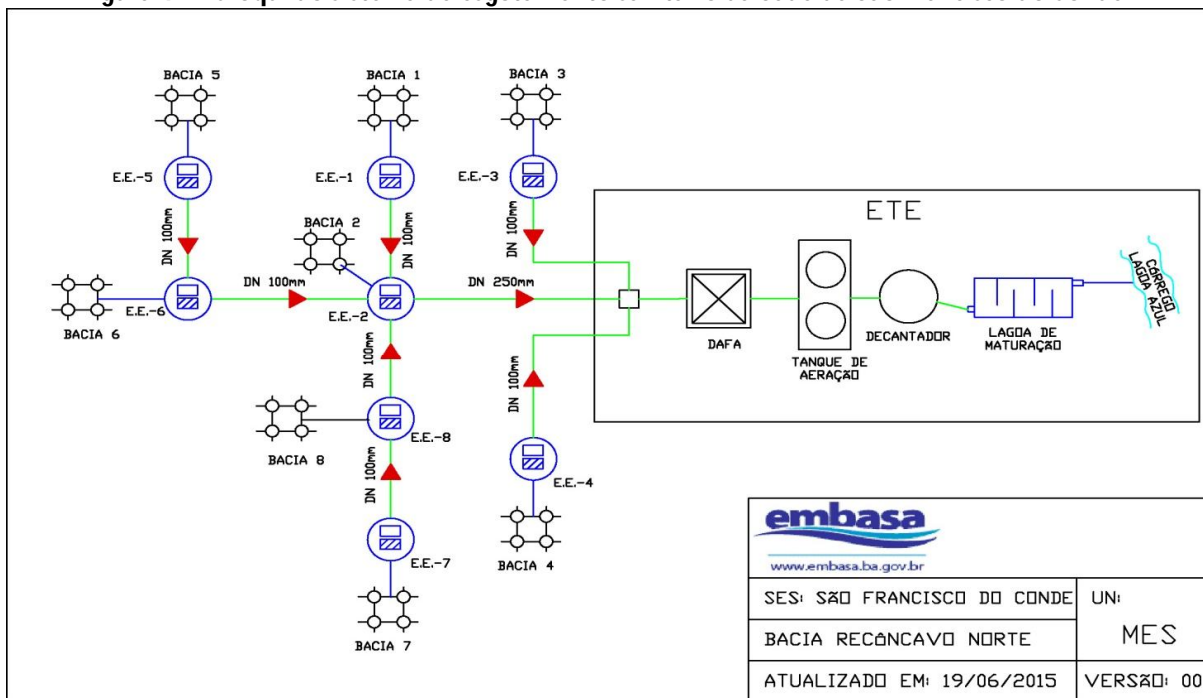 BACIA 5
BACIA 1
BACIA 3
E.E.-5
E.E.-1
E.E.-3
ETE
DN 100mm
BACIA 2
DN 100mm
DN 100mm
CÓRREGO
LAGOA AZUL
DN 100mm
DN 250mm
E.E.-6
E.E.-2
BACIA 6
DAFA
TANQUE DE
AERAÇÃO
DECANTADOR
LAGOA DE
MATURAÇÃO
DN 100mm
DN 100mm
E.E.-8
BACIA 8
DN 100mm
E.E.-4
E.E.-7
BACIA 4
BACIA 7
embasa
www.embasa.ba.gov.br
SES: SÃO FRANCISCO DO CONDE
UN:
MES
BACIA RECÔNCAVO NORTE
ATUALIZADO EM: 19/06/2015
VERSÃO: 00